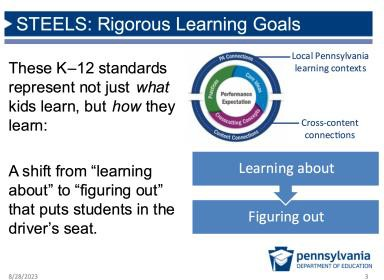 STEELS: Rigorous Learning Goals
These K–12 standards
represent not just what
kids learn, but how they
learn:
A shift from “learning
about” to “figuring out”
that puts students in the
driver’s seat.
PA Connections
Practices
Core Ideas
Performance
Expectation
Crosscutting Concepts
Content Connections
Local Pennsylvania
learning contexts
Cross-content
connections
Learning about
Figuring out
pennsylvania
DEPARTMENT OF EDUCATION
8/28/2023
3